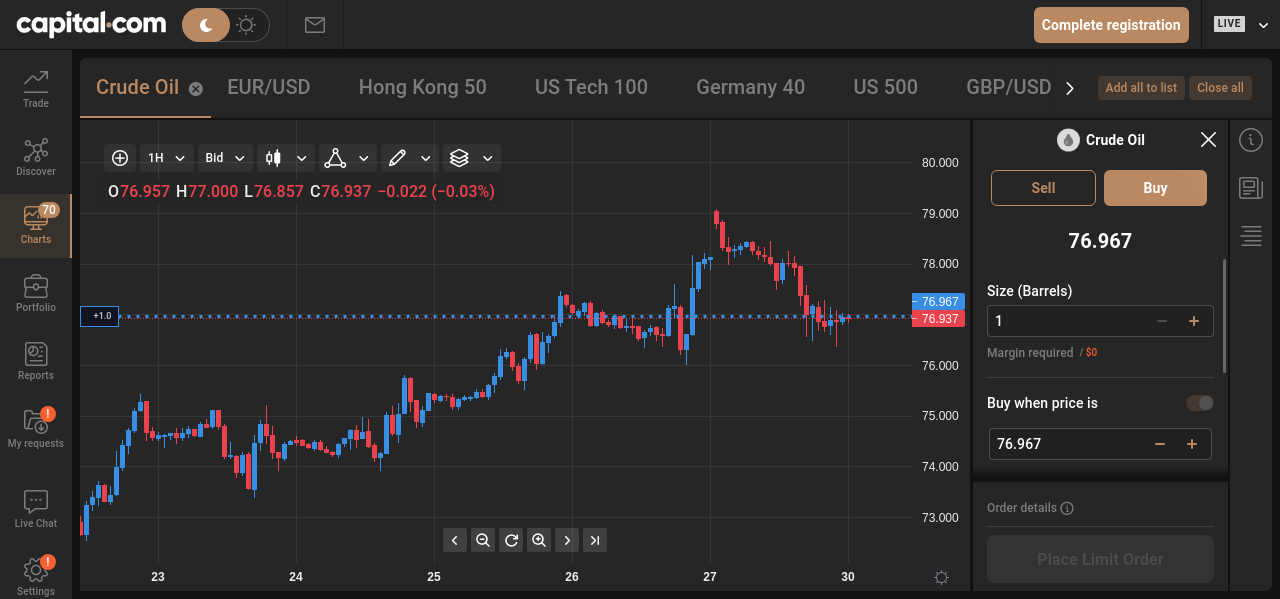 capital.com
Complete registration
LIVE
Trade
Discover
70
Charts
Portfolio
Reports
!
My requests
Live Chat
!
Settings
Crude Oil EUR/USD Hong Kong 50 US Tech 100 Germany 40 US 500 GBP/USD
Add all to list Close all
1H Bid
O76.957 H77.000 L76.857 C76.937 −0.022 (−0.03%)
80.000
79.000
78.000
76.967
+1.0
76.937
76.000
75.000
74.000
73.000
23 24 25 26 27 30
Crude Oil
Sell Buy
76.967
Size (Barrels)
1
Margin required / $0
Buy when price is
76.967
Order details
Place Limit Order